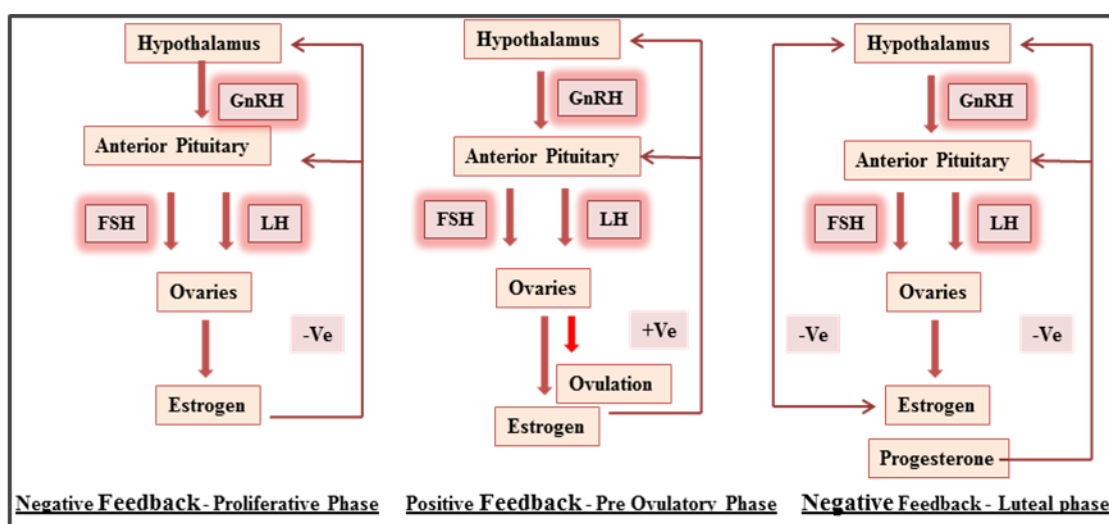 Hypothalamus
GnRH
Anterior Pituitary
FSH
LH
Ovaries
-Ve
Estrogen
Negative Feedback - Proliferative Phase
Hypothalamus
GnRH
Anterior Pituitary
FSH
LH
Ovaries
+Ve
Ovulation
Estrogen
Positive Feedback - Pre Ovulatory Phase
Hypothalamus
GnRH
Anterior Pituitary
FSH
LH
Ovaries
-Ve
-Ve
Estrogen
Progesterone
Negative Feedback - Luteal phase